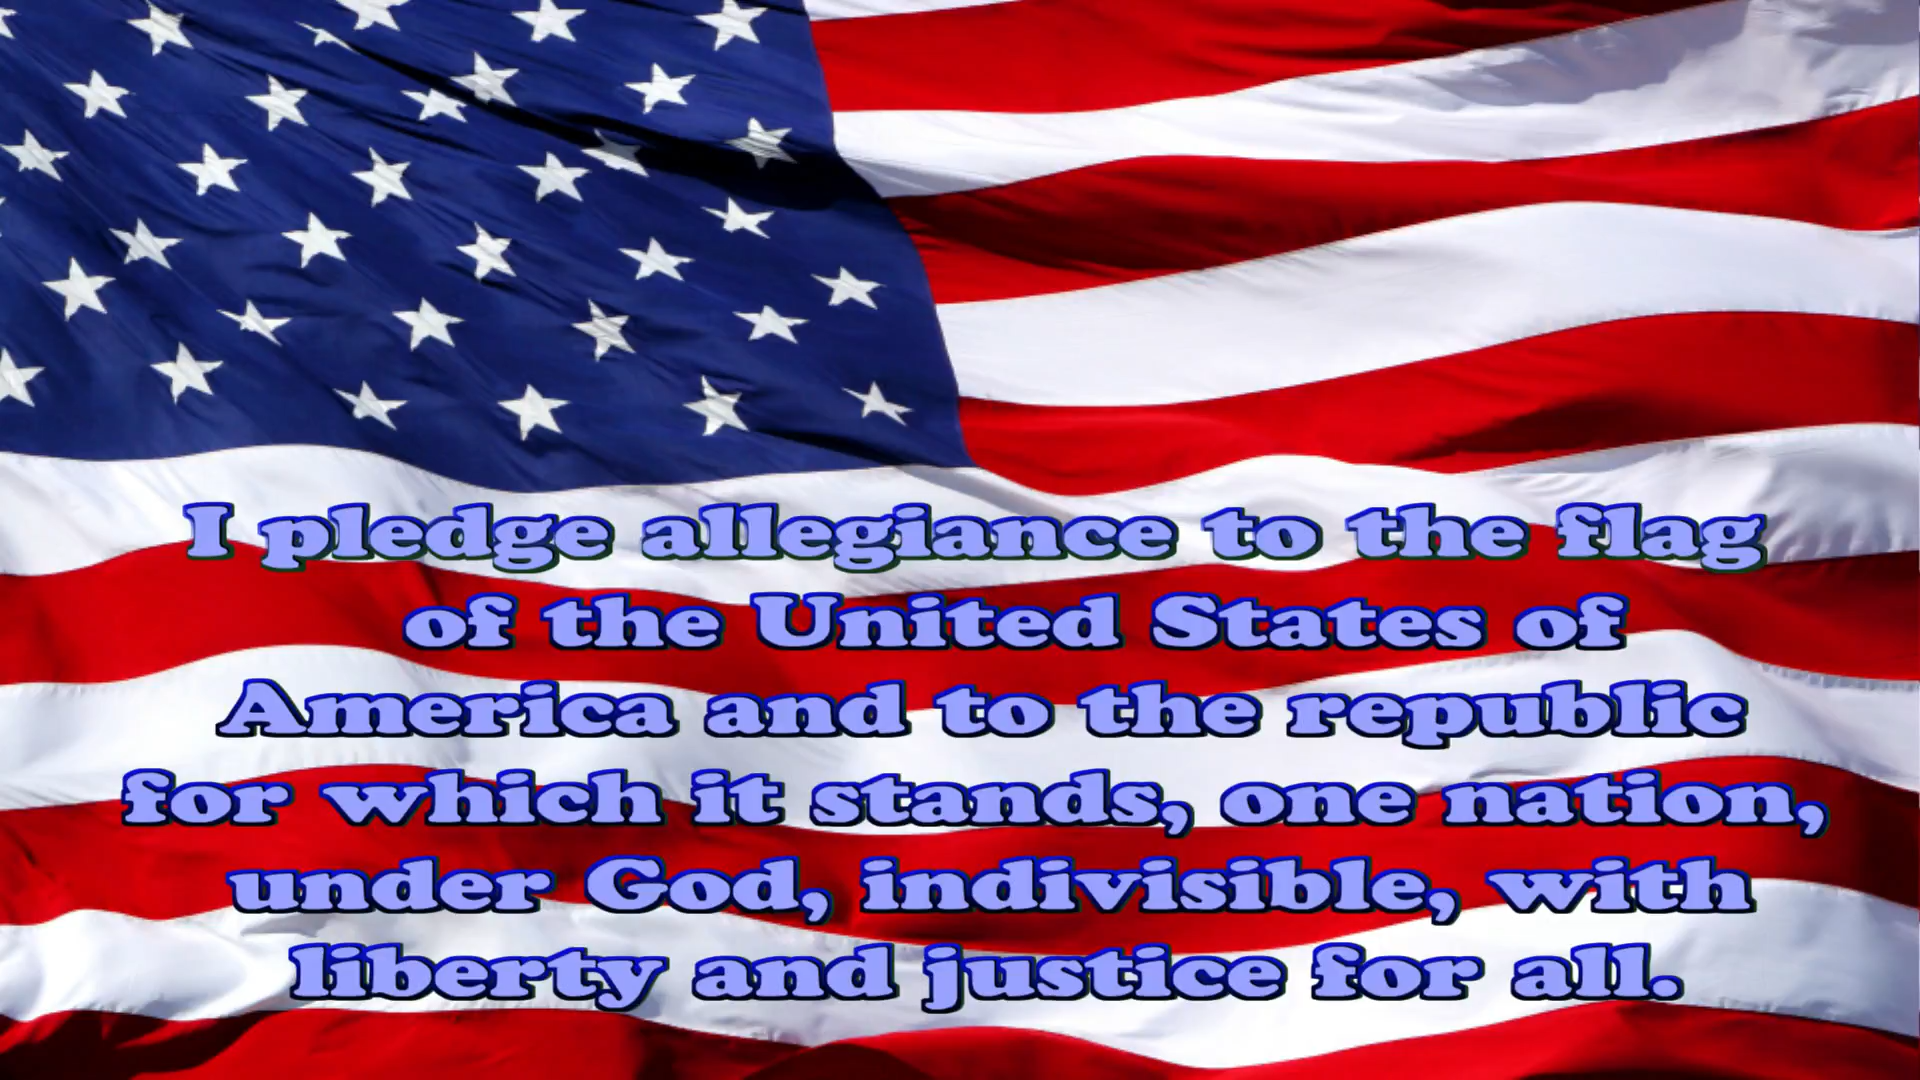 I pledge allegiance to the flag
of the United States of
America and to the republic
for which it stands, one nation,
under God, indivisible, with
liberty and justice for all.